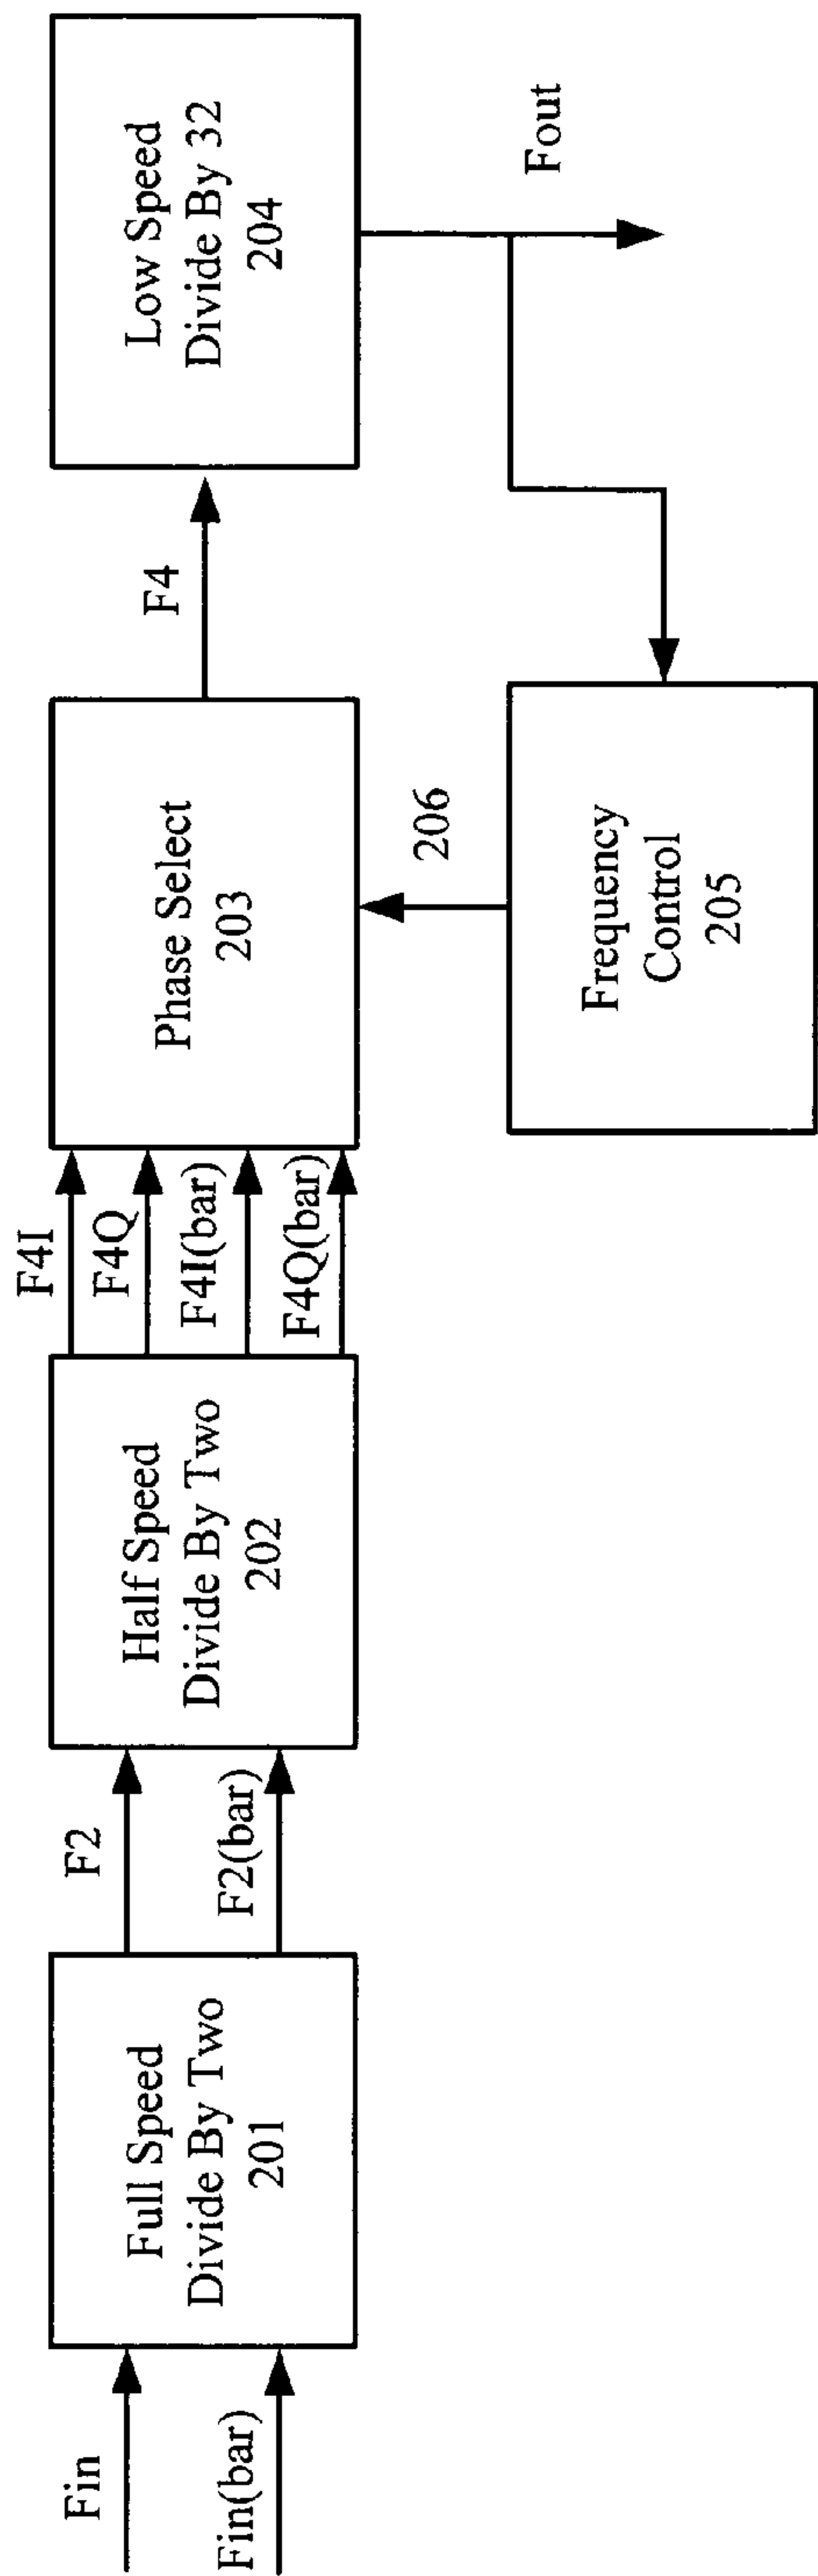 Fin
Fin(bar)
Full Speed
Divide By Two
201
F2
F2(bar)
Half Speed
Divide By Two
202
F4I
F4Q
F4I(bar)
F4Q(bar)
Phase Select
203
F4
Low Speed
Divide By 32
204
Fout
206
Frequency
Control
205